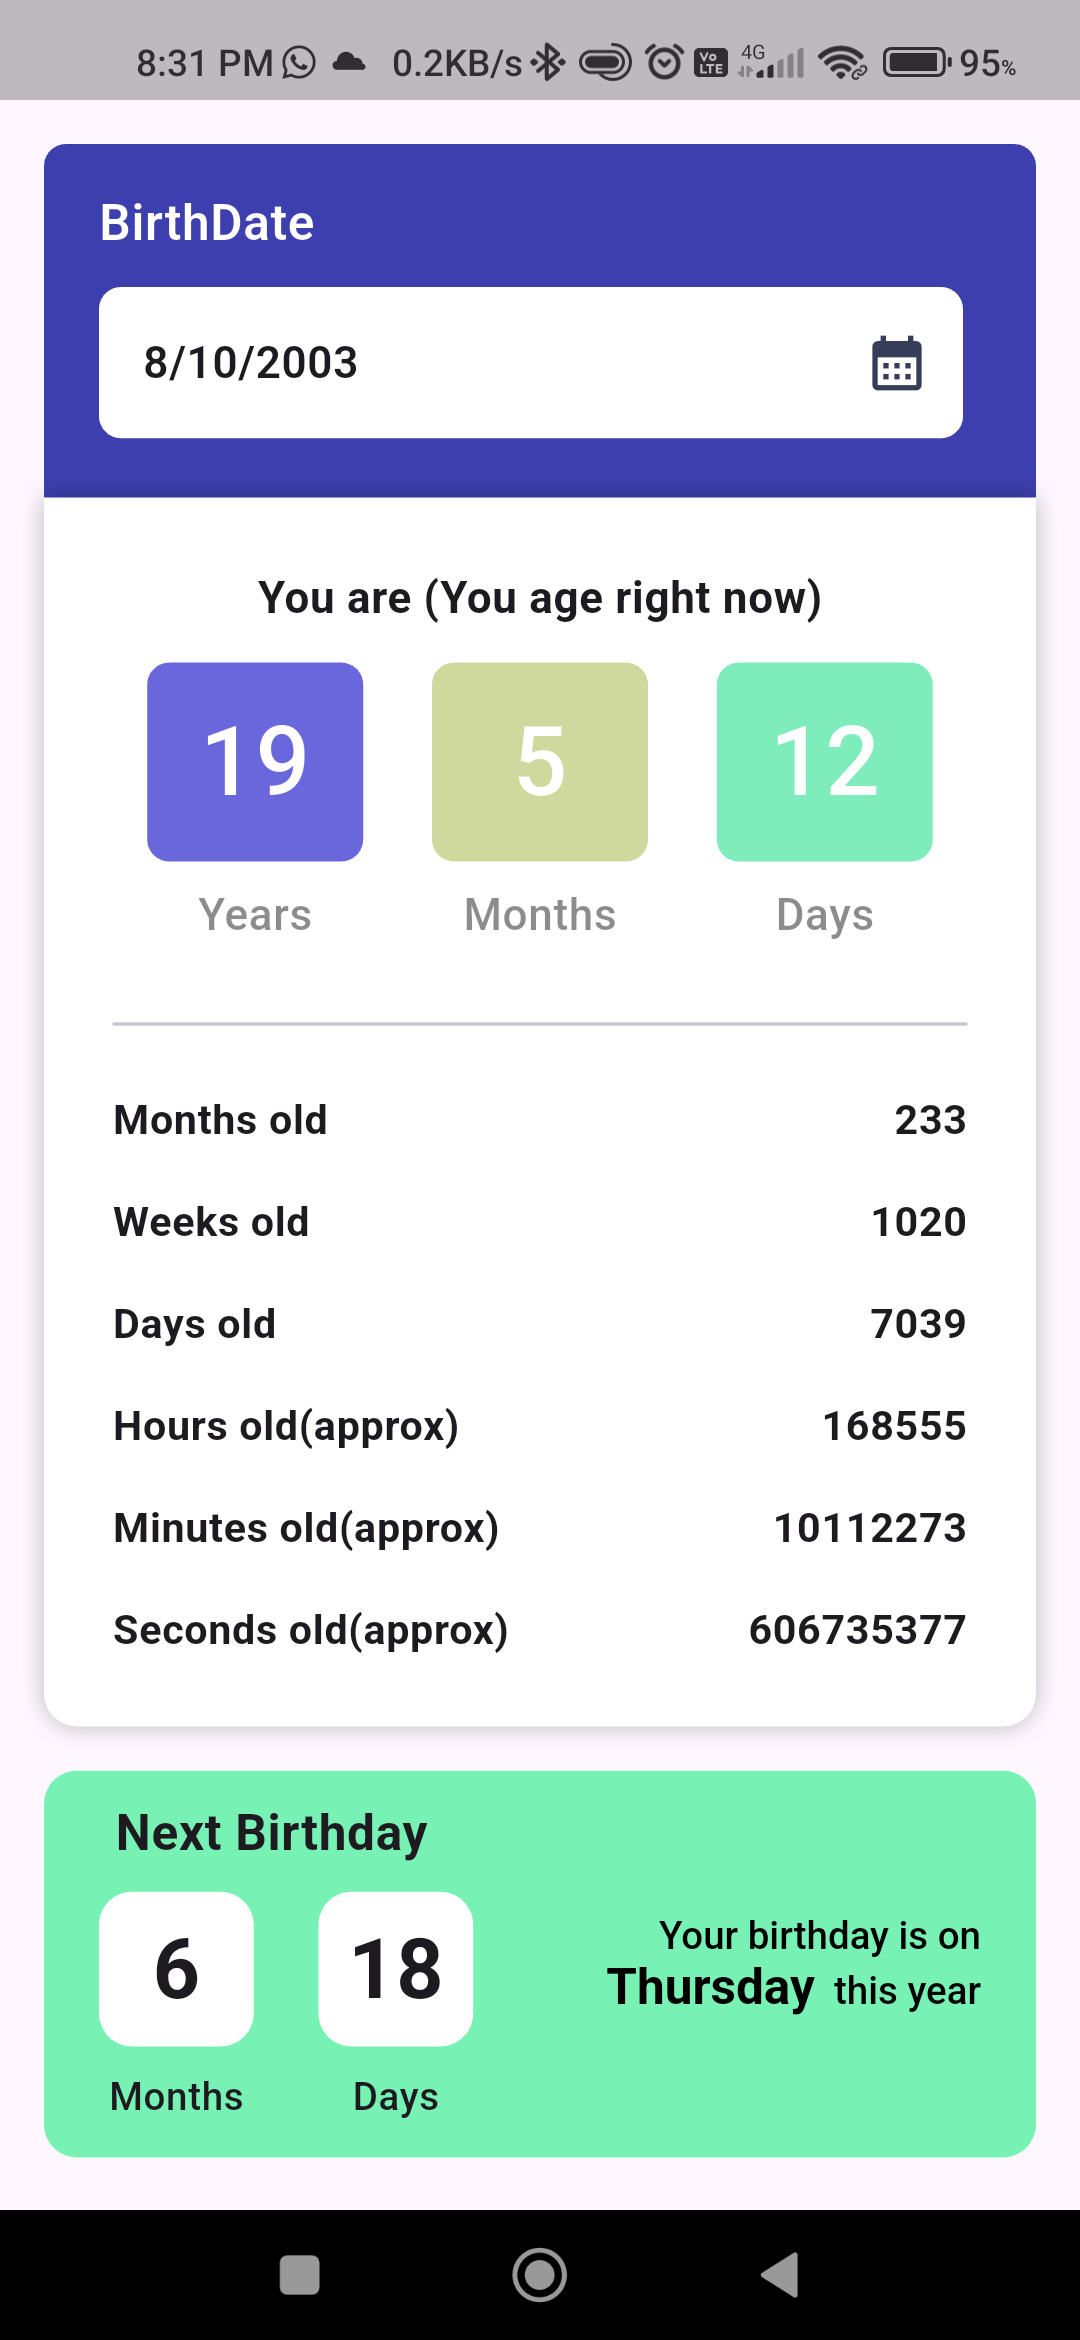 8:31 PM 0.2KB/s Vo LTE 4G 95%
BirthDate
8/10/2003
You are (You age right now)
19 5 12
Years Months Days
Months old 233
Weeks old 1020
Days old 7039
Hours old(approx) 168555
Minutes old(approx) 10112273
Seconds old(approx) 606735377
Next Birthday
6 18
Months Days
Your birthday is on
Thursday this year